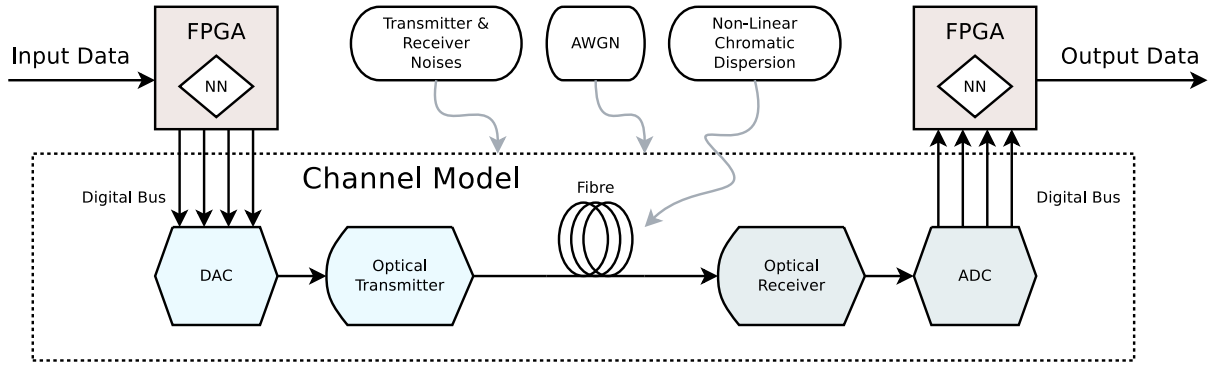 Input Data
FPGA
NN
Transmitter &
Receiver
Noises
AWGN
Non-Linear
Chromatic
Dispersion
FPGA
NN
Output Data
Channel Model
Digital Bus
Fibre
Digital Bus
DAC
Optical
Transmitter
Optical
Receiver
ADC